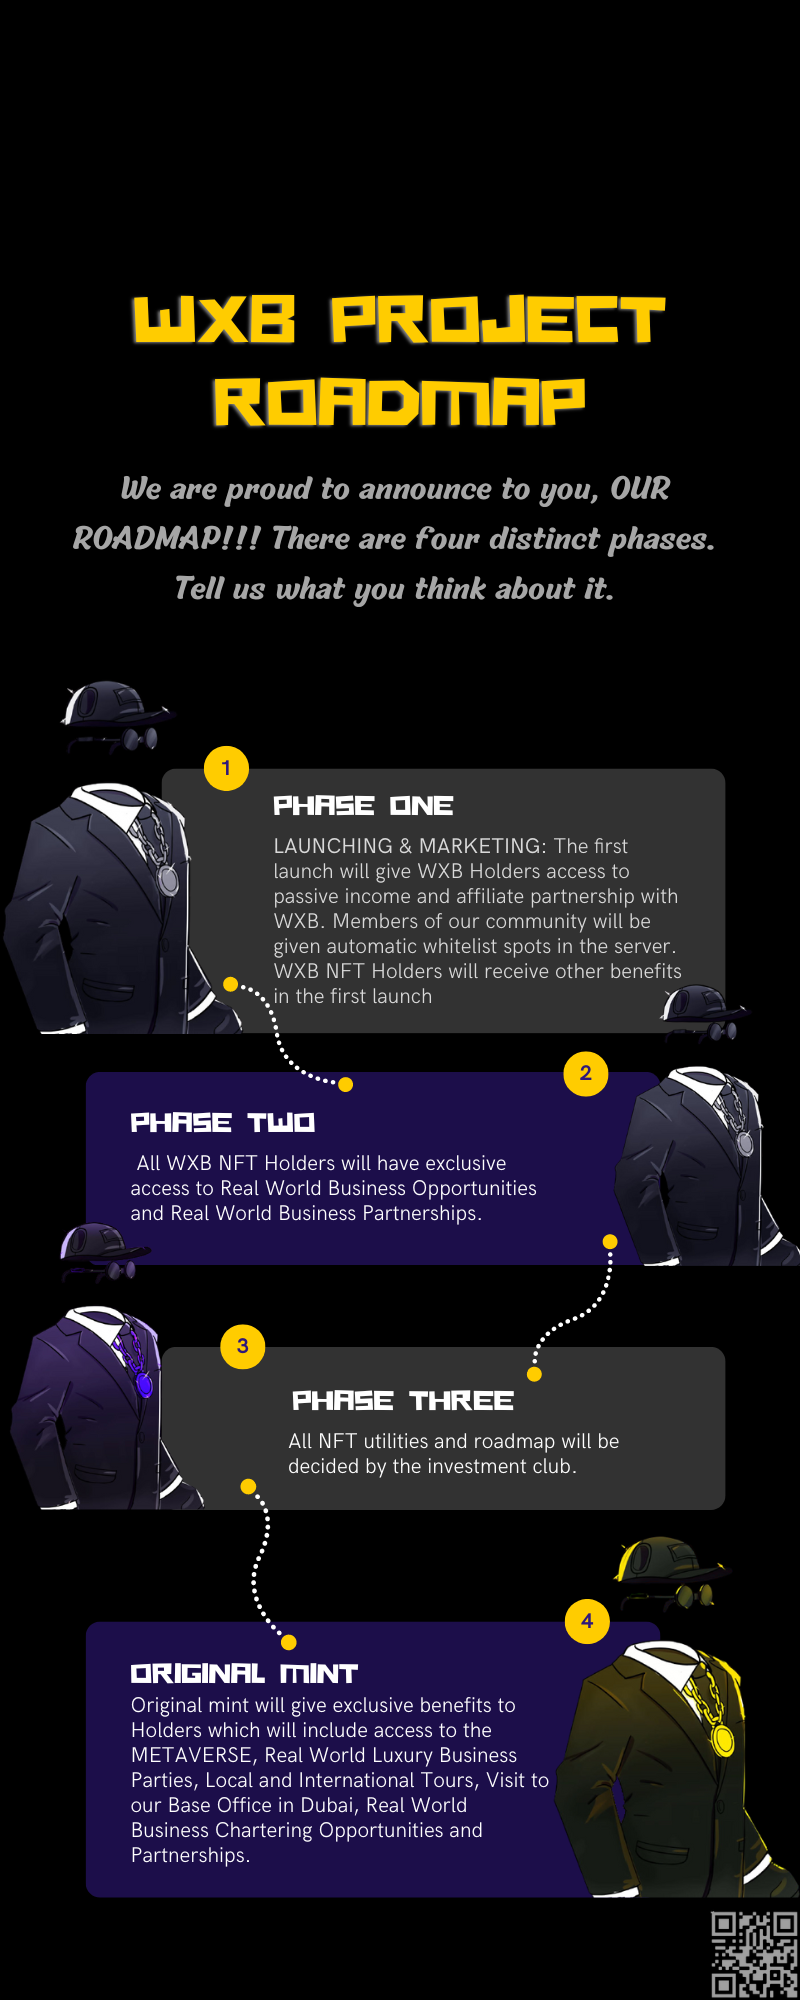 WXB PROJECT
ROADMAP
We are proud to announce to you, OUR
ROADMAP!!! There are four distinct phases.
Tell us what you think about it.
1
PHASE ONE
LAUNCHING & MARKETING: The first
launch will give WXB Holders access to
passive income and affiliate partnership with
WXB. Members of our community will be
given automatic whitelist spots in the server.
WXB NFT Holders will receive other benefits
in the first launch
2
PHASE TWO
All WXB NFT Holders will have exclusive
access to Real World Business Opportunities
and Real World Business Partnerships.
3
PHASE THREE
All NFT utilities and roadmap will be
decided by the investment club.
4
ORIGINAL MINT
Original mint will give exclusive benefits to
Holders which will include access to the
METAVERSE, Real World Luxury Business
Parties, Local and International Tours, Visit to
our Base Office in Dubai, Real World
Business Chartering Opportunities and
Partnerships.